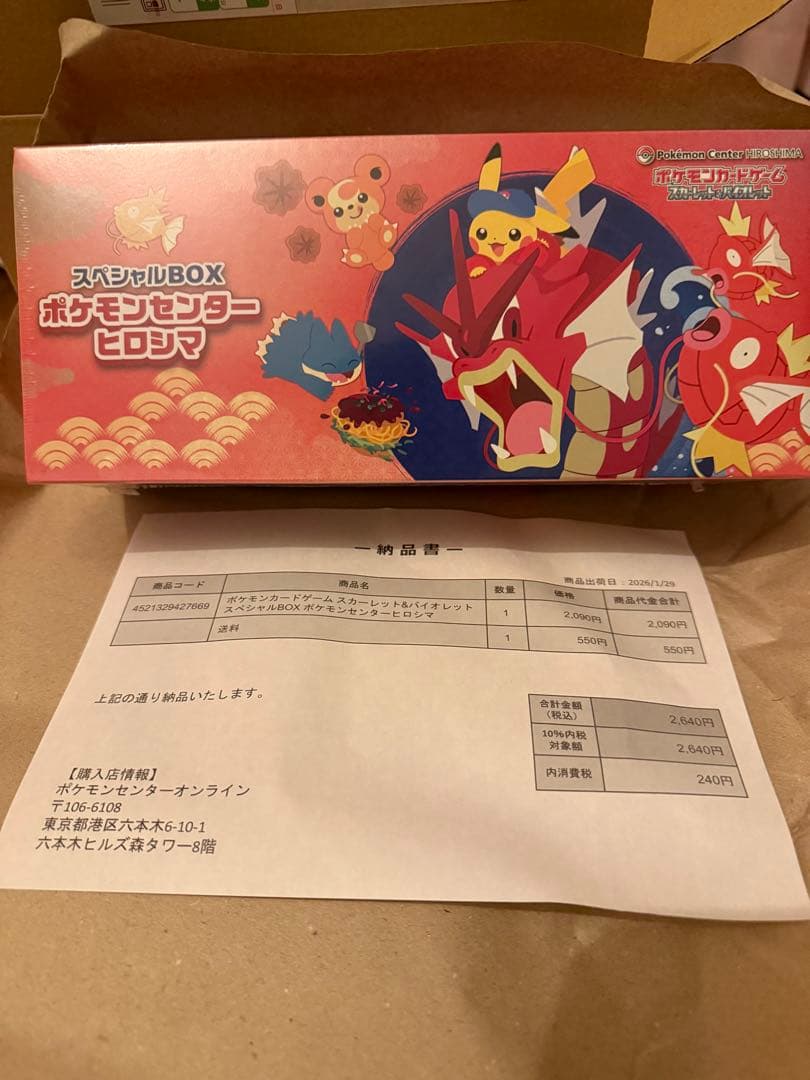 Pokémon Center HIROSHIMA
ポケモンカードゲーム
スカーレット&バイオレット
スペシャルBOX
ポケモンセンター
ヒロシマ
ー 納品書 ー
商品出荷日:2026/1/29
商品コード 商品名 数量 価格 商品代金合計
4521329427669 ポケモンカードゲーム スカーレット&バイオレット
スペシャルBOX ポケモンセンターヒロシマ 1 2,090円 2,090円
送料 1 550円 550円
上記の通り納品いたします。
合計金額
(税込) 2,640円
10%内税
対象額 2,640円
内消費税 240円
【購入店情報】
ポケモンセンターオンライン
〒106-6108
東京都港区六本木6-10-1
六本木ヒルズ森タワー8階